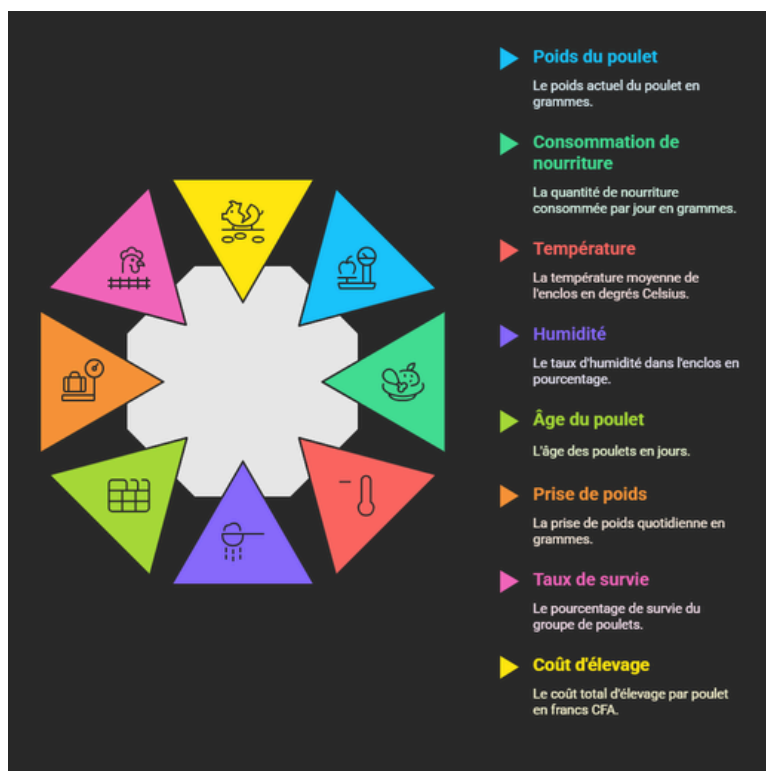 Poids du poulet
Le poids actuel du poulet en
grammes.
Consommation de
nourriture
La quantité de nourriture
consommée par jour en grammes.
Température
La température moyenne de
l'enclos en degrés Celsius.
Humidité
Le taux d'humidité dans l'enclos en
pourcentage.
Âge du poulet
L'âge des poulets en jours.
Prise de poids
La prise de poids quotidienne en
grammes.
Taux de survie
Le pourcentage de survie du
groupe de poulets.
Coût d'élevage
Le coût total d'élevage par poulet
en francs CFA.